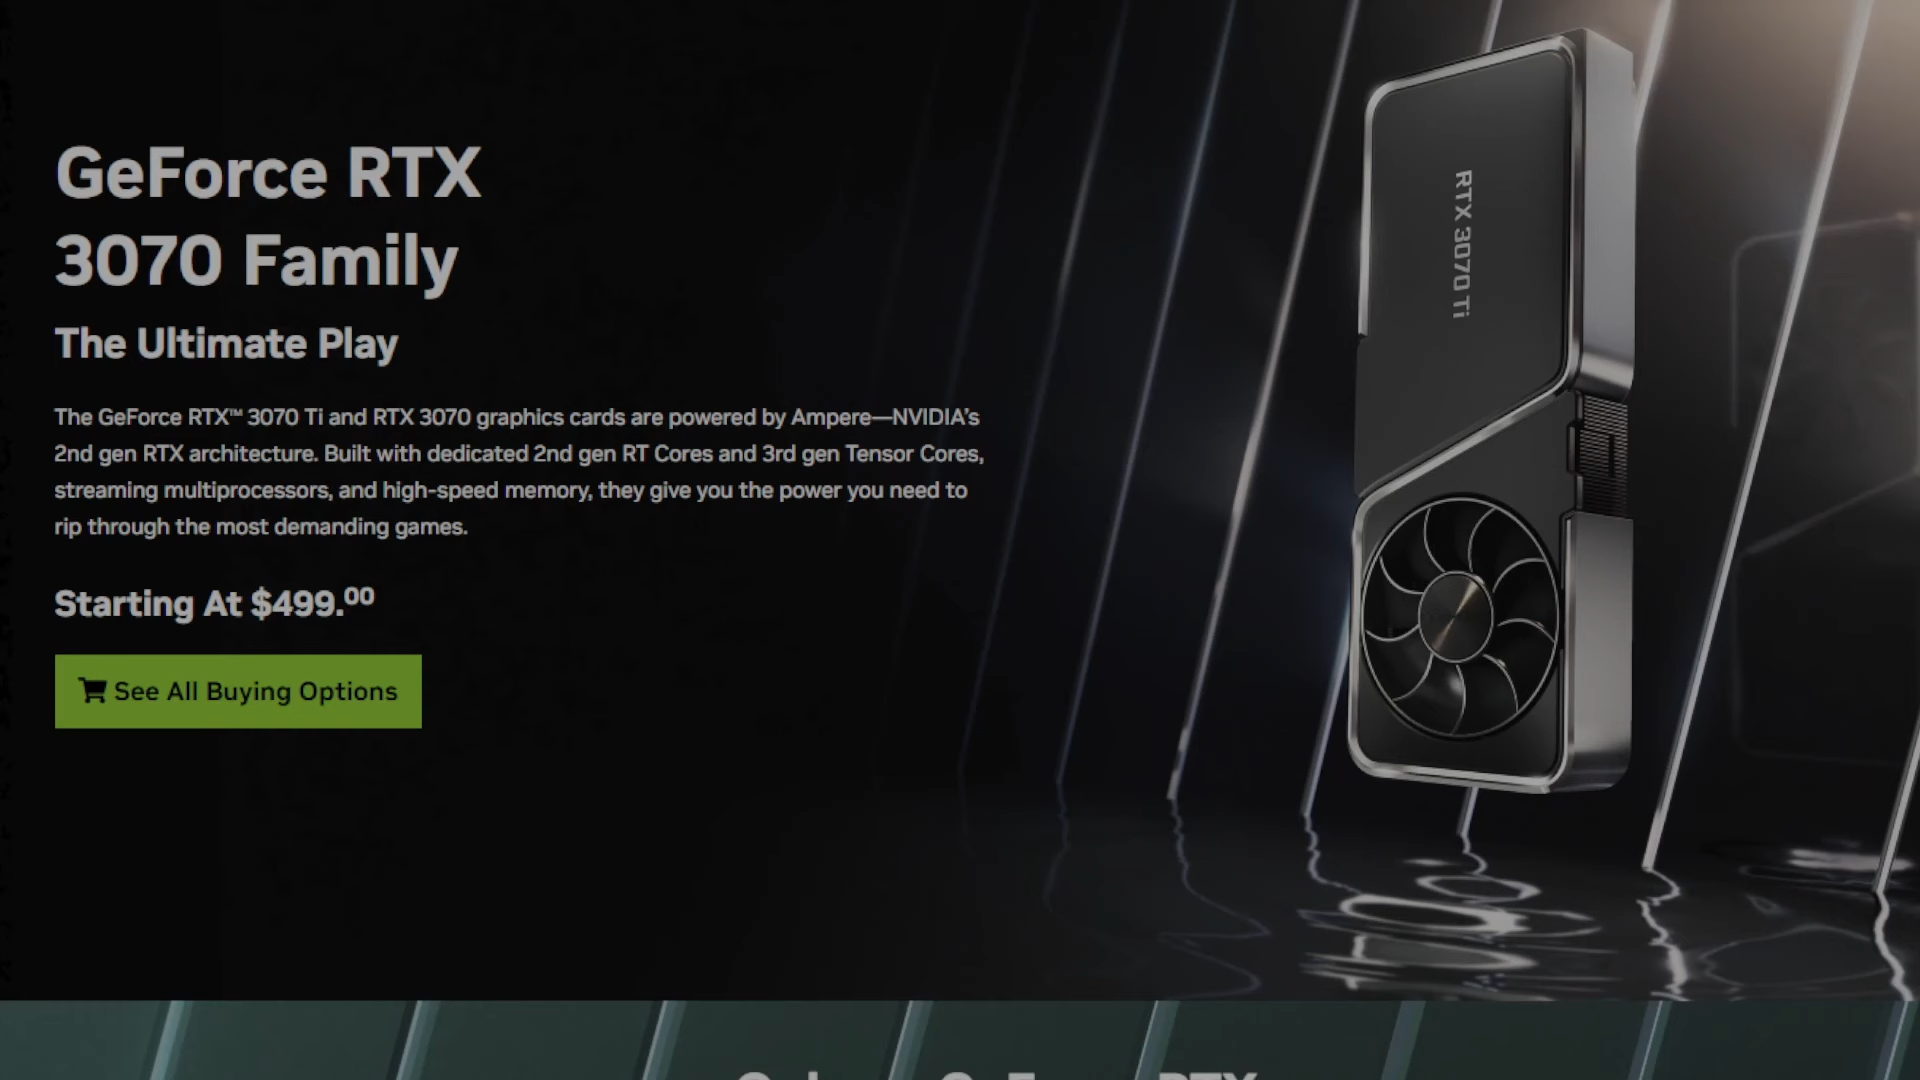 GeForce RTX
3070 Family
The Ultimate Play
The GeForce RTX™ 3070 Ti and RTX 3070 graphics cards are powered by Ampere—NVIDIA's
2nd gen RTX architecture. Built with dedicated 2nd gen RT Cores and 3rd gen Tensor Cores,
streaming multiprocessors, and high-speed memory, they give you the power you need to
rip through the most demanding games.
Starting At $499.00
See All Buying Options
RTX 3070 Ti